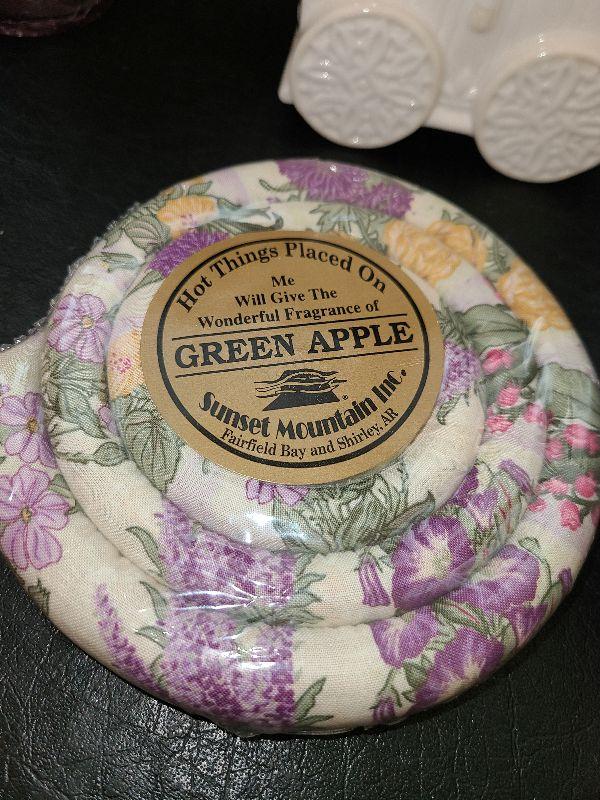 Hot Things Placed On
Me
Will Give The
Wonderful Fragrance of
GREEN APPLE
®
Sunset Mountain Inc.
Fairfield Bay and Shirley, AR